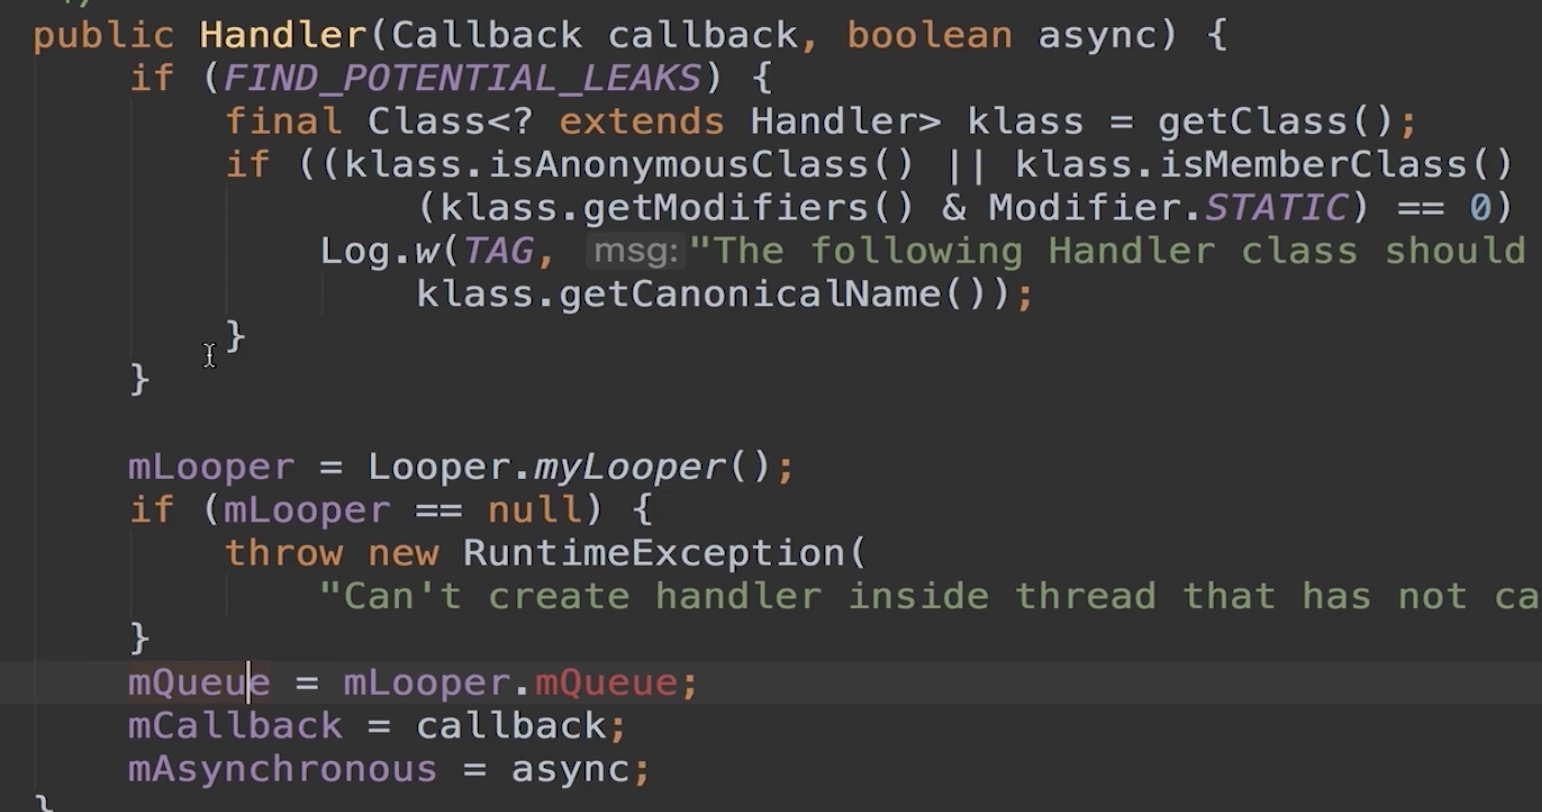 */
public Handler(Callback callback, boolean async) {
if (FIND_POTENTIAL_LEAKS) {
final Class<? extends Handler> klass = getClass();
if ((klass.isAnonymousClass() || klass.isMemberClass()
(klass.getModifiers() & Modifier.STATIC) == 0)
Log.w(TAG, msg: "The following Handler class should
klass.getCanonicalName());
}
}
mLooper = Looper.myLooper();
if (mLooper == null) {
throw new RuntimeException(
"Can't create handler inside thread that has not ca
}
mQueue = mLooper.mQueue;
mCallback = callback;
mAsynchronous = async;
}